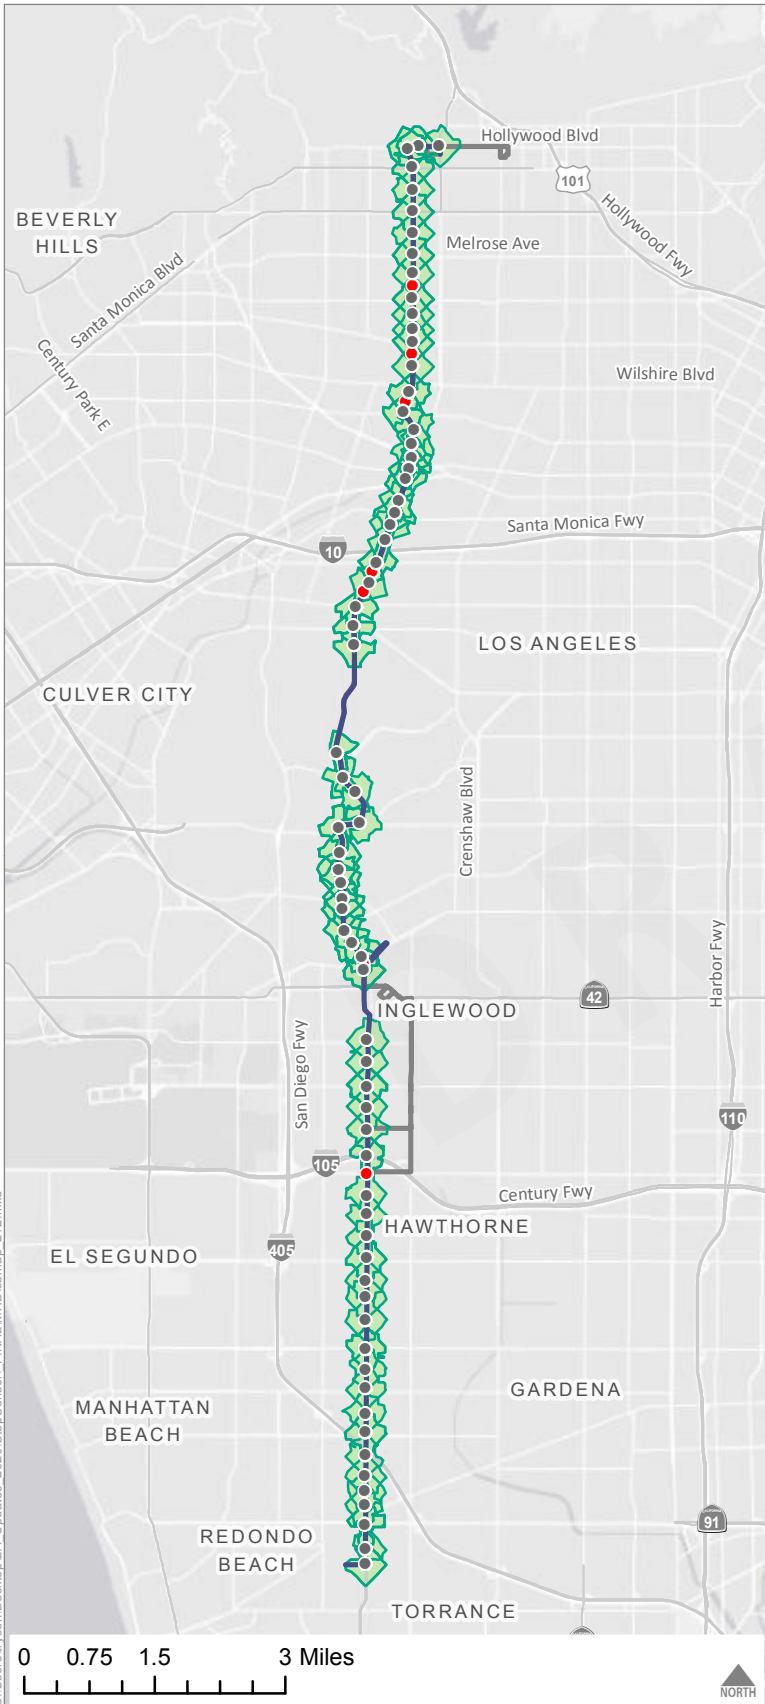 Hollywood Blvd
101
Hollywood Fwy
BEVERLY
HILLS
Melrose Ave
Santa Monica Blvd
Century Park E
Wilshire Blvd
Santa Monica Fwy
10
LOS ANGELES
CULVER CITY
Crenshaw Blvd
Harbor Fwy
42
INGLEWOOD
San Diego Fwy
110
105
Century Fwy
HAWTHORNE
405
EL SEGUNDO
GARDENA
MANHATTAN
BEACH
91
REDONDO
BEACH
TORRANCE
0 0.75 1.5 3 Miles
NORTH